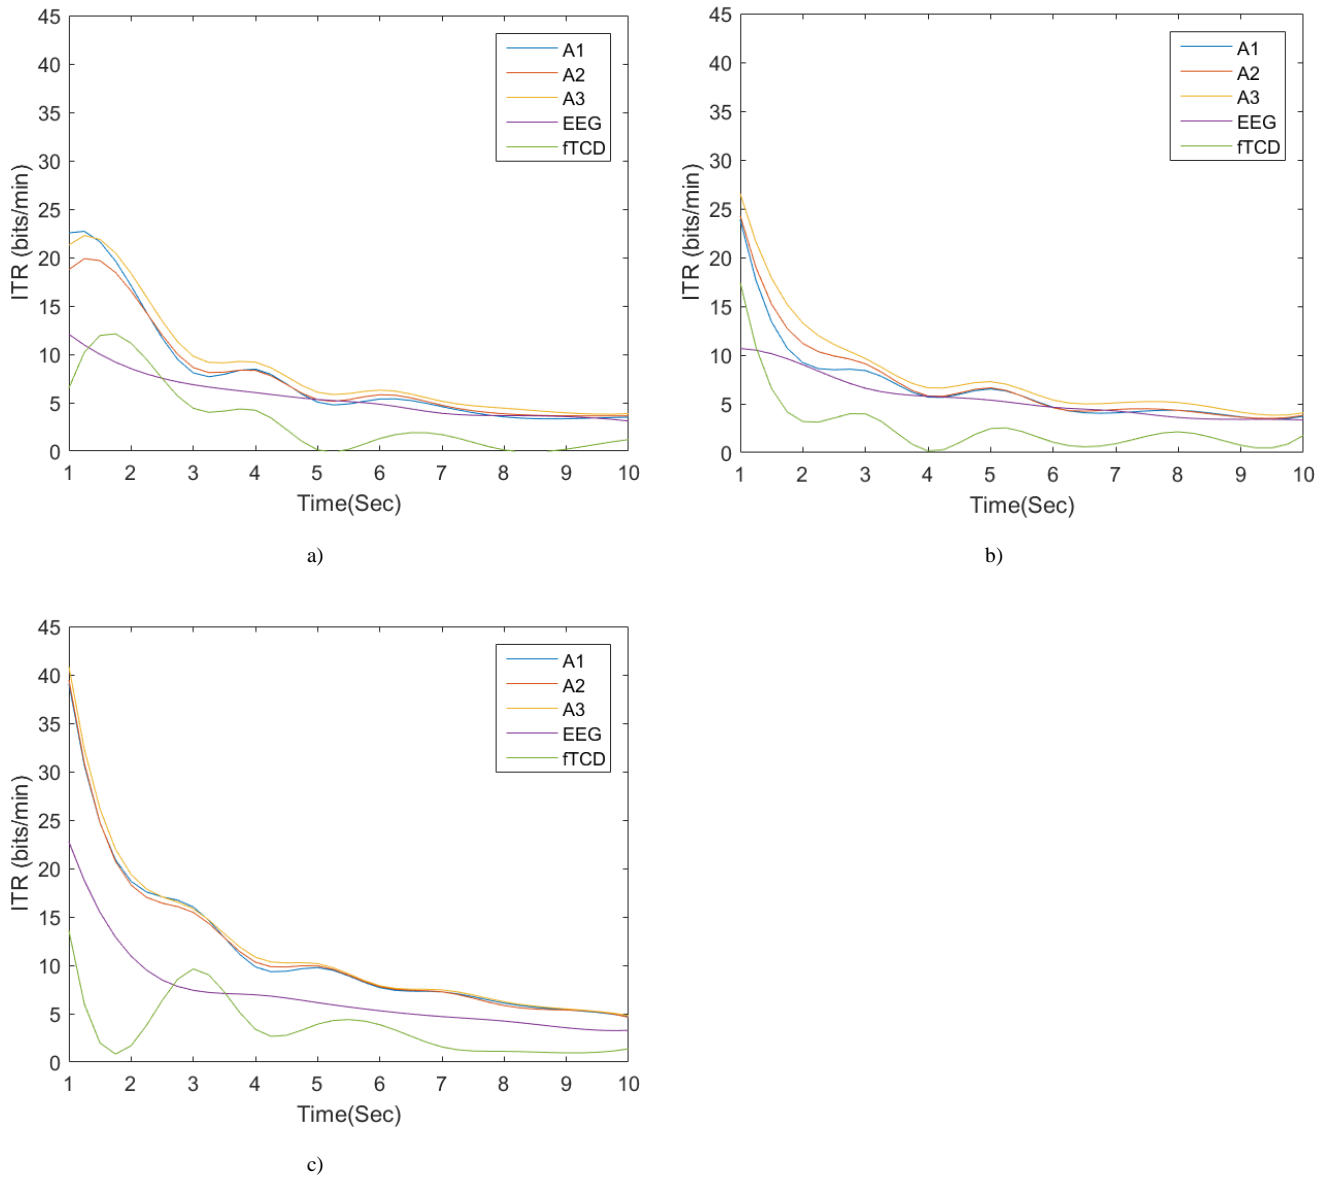 45
40
35
30
25
20
15
10
5
0
ITR (bits/min)
A1
A2
A3
EEG
fTCD
1 2 3 4 5 6 7 8 9 10
Time(Sec)
a)
45
40
35
30
25
20
15
10
5
0
ITR (bits/min)
A1
A2
A3
EEG
fTCD
1 2 3 4 5 6 7 8 9 10
Time(Sec)
b)
45
40
35
30
25
20
15
10
5
0
ITR (bits/min)
A1
A2
A3
EEG
fTCD
1 2 3 4 5 6 7 8 9 10
Time(Sec)
c)